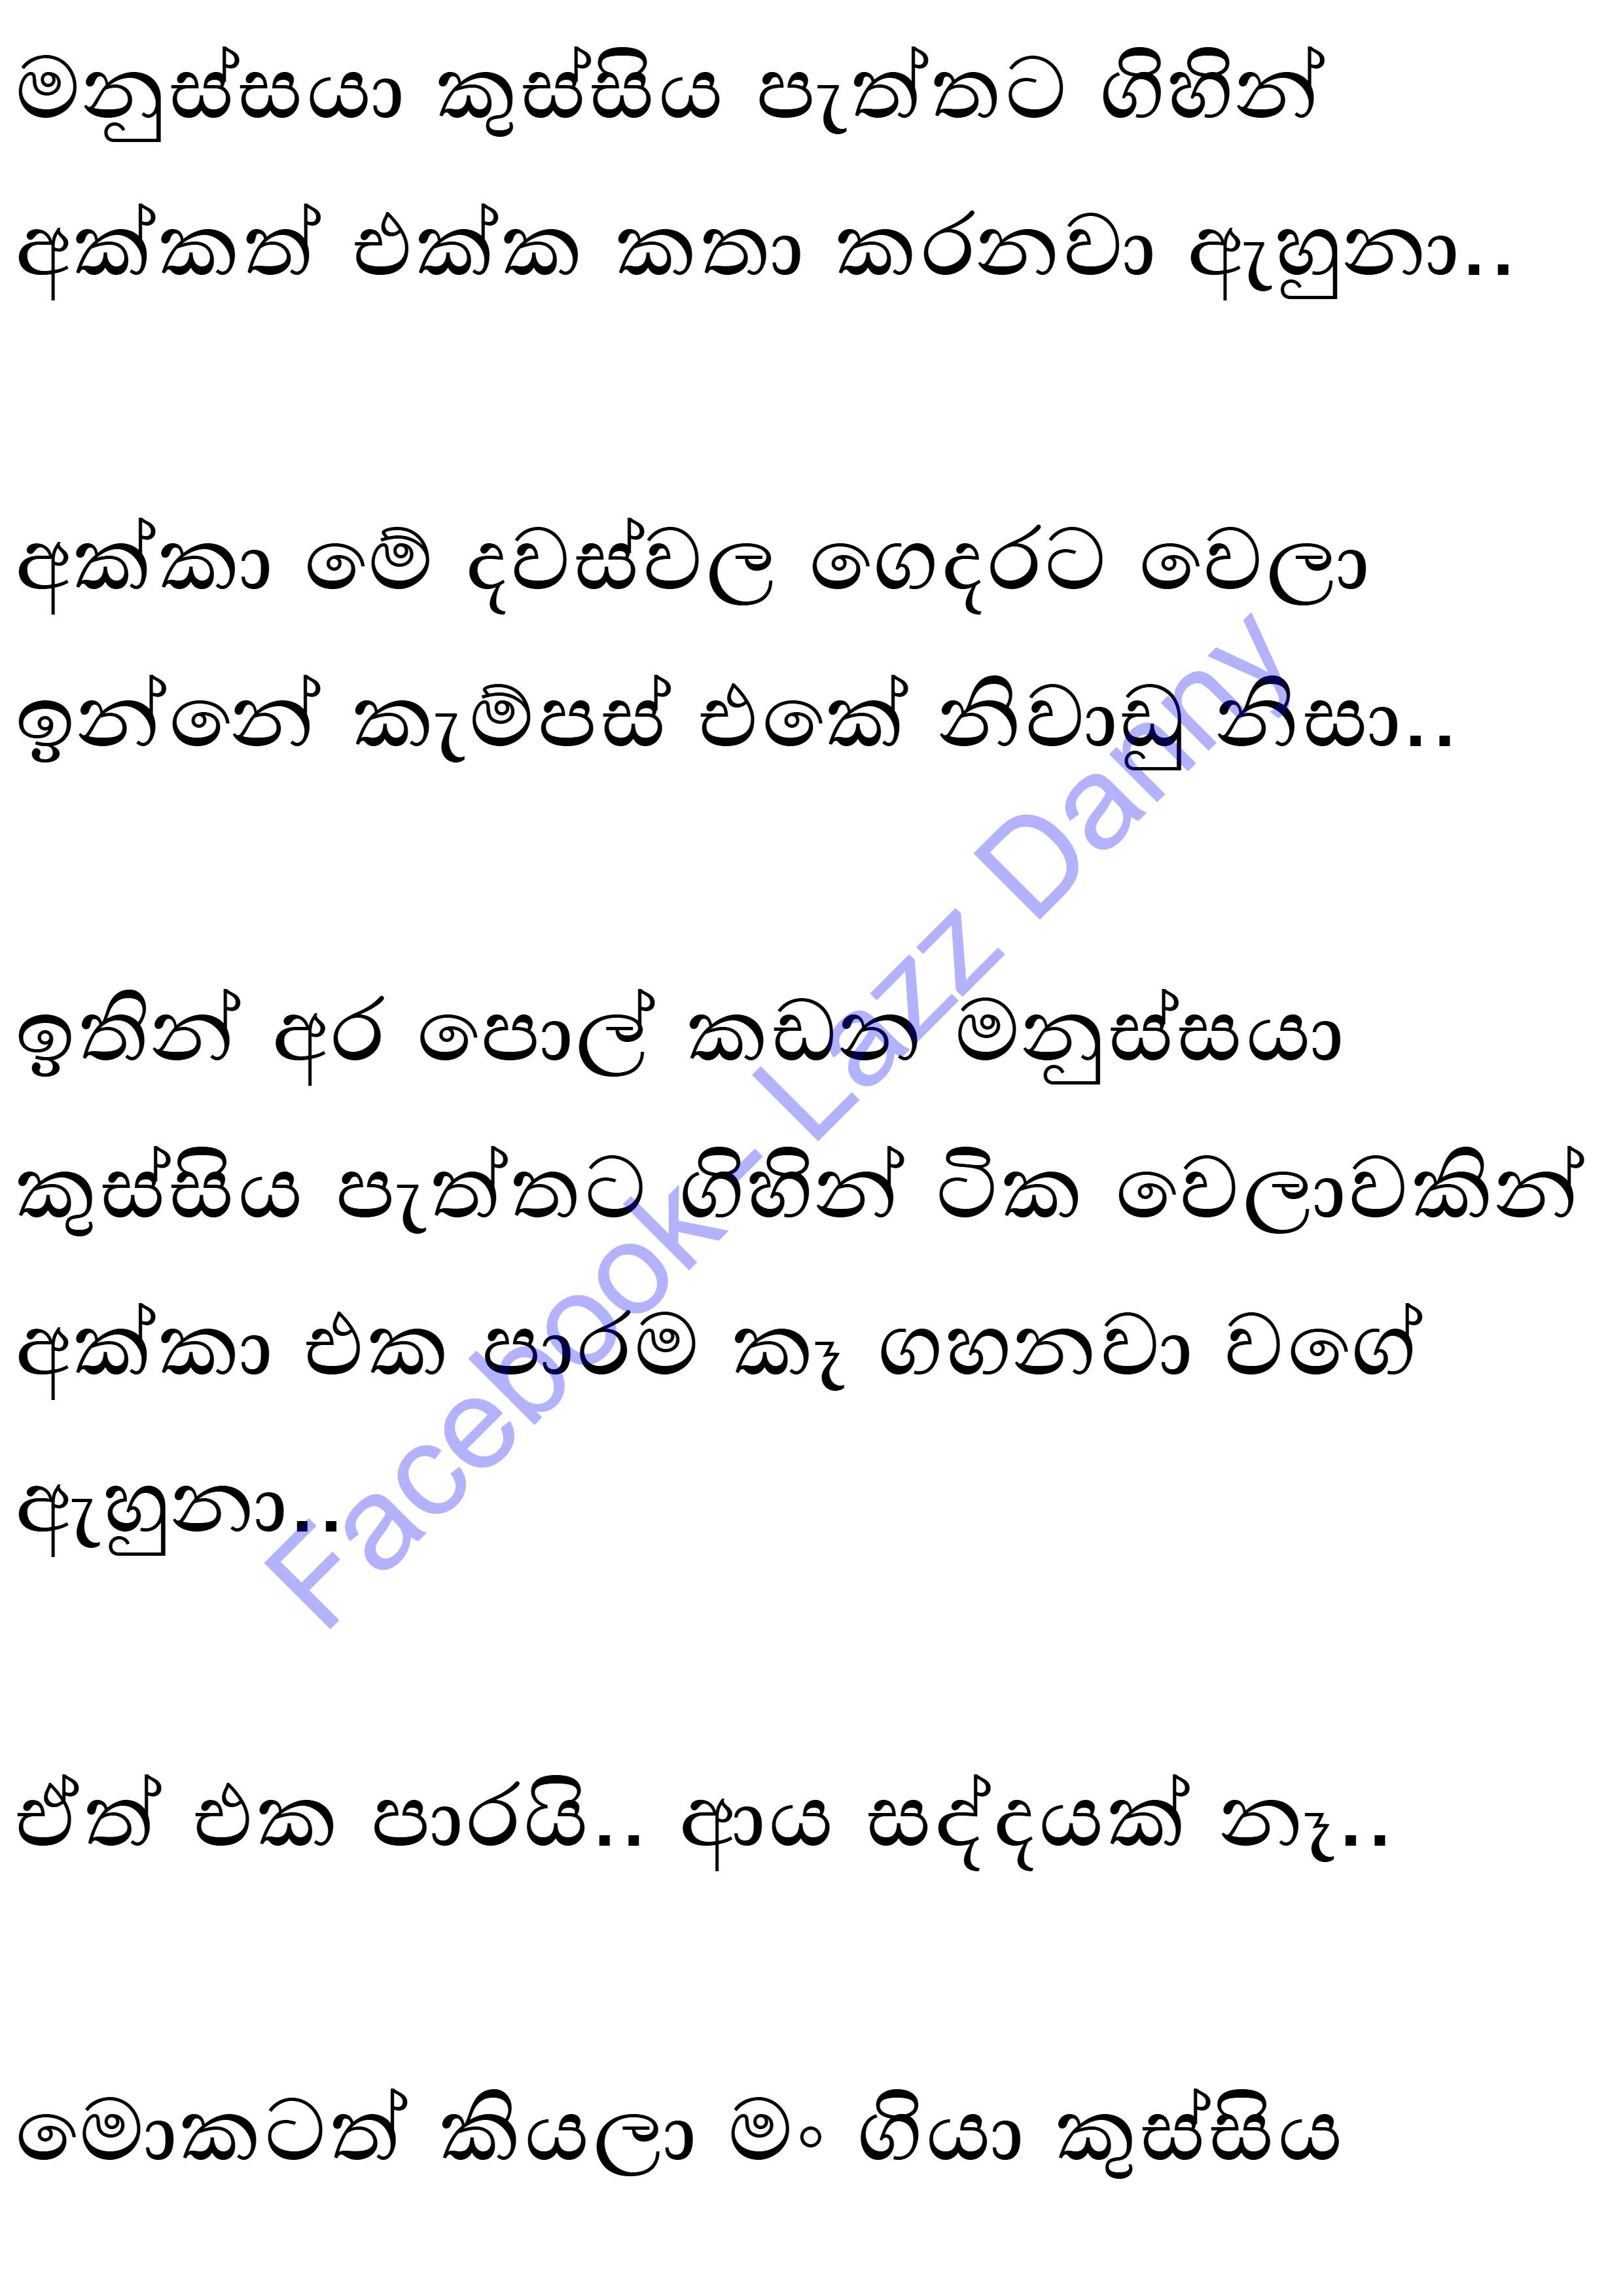 මනුස්සයා කුස්සිය පැත්තට ගිහින්
අක්කත් එක්ක කතා කරනවා ඇහුනා..
අක්කා මේ දවස්වල ගෙදරට වෙලා
ඉන්නේ කැම්පස් එකේ නිවාඩු නිසා..
ඉතින් අර පොල් කඩන මනුස්සයා
කුස්සිය පැත්තට ගිහින් ටික වෙලාවකින්
අක්කා එක පාරම කෑ ගහනවා වගේ
ඇහුනා..
ඒත් එක පාරයි.. ආය සද්දයක් නෑ..
මොකටත් කියලා මං ගියා කුස්සිය
Facebook - Lazz Danny